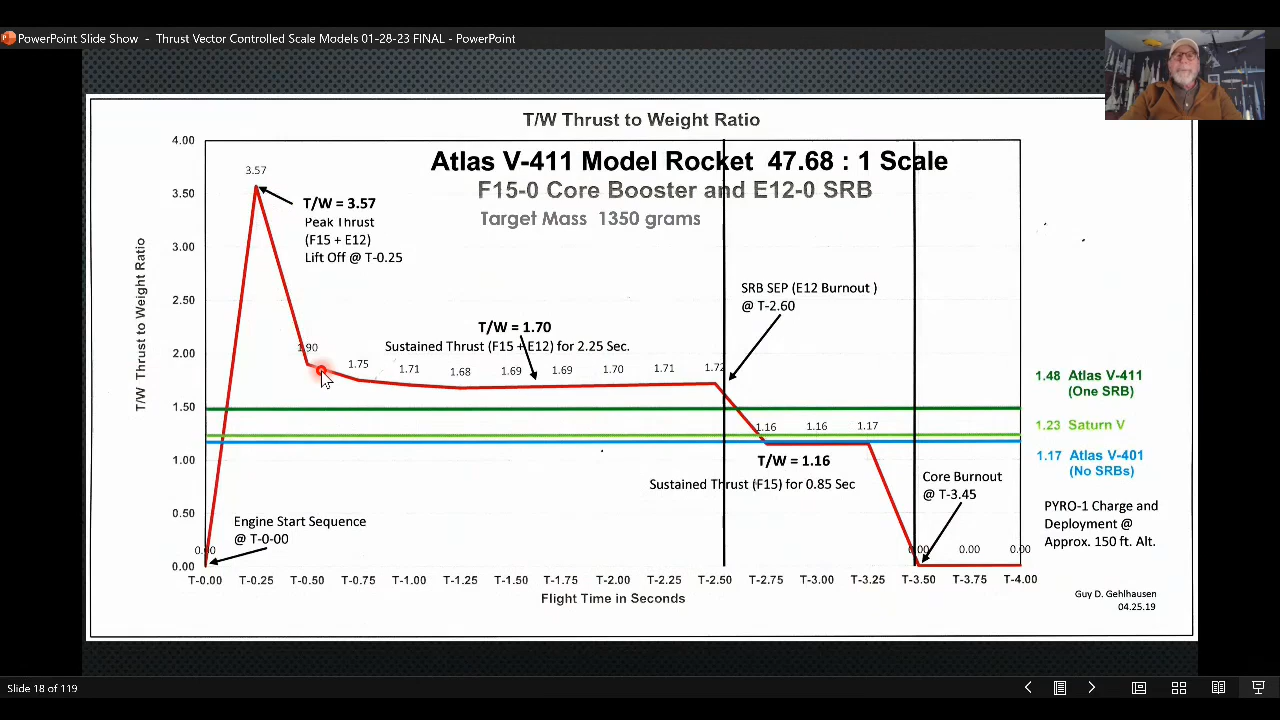 PowerPoint Slide Show - Thrust Vector Controlled Scale Models 01-28-23 FINAL - PowerPoint
T/W Thrust to Weight Ratio
Atlas V-411 Model Rocket 47.68 : 1 Scale
F15-0 Core Booster and E12-0 SRB
Target Mass 1350 grams
T/W Thrust to Weight Ratio
4.00
3.50
3.00
2.50
2.00
1.50
1.00
0.50
0.00
3.57
T/W = 3.57
Peak Thrust
(F15 + E12)
Lift Off @ T-0.25
SRB SEP (E12 Burnout )
@ T-2.60
T/W = 1.70
Sustained Thrust (F15 + E12) for 2.25 Sec.
1.90
1.75
1.71
1.68
1.69
1.69
1.70
1.71
1.72
1.16
1.16
1.17
T/W = 1.16
Sustained Thrust (F15) for 0.85 Sec
Core Burnout
@ T-3.45
Engine Start Sequence
@ T-0-00
0.00
0.00
0.00
0.00
T-0.00 T-0.25 T-0.50 T-0.75 T-1.00 T-1.25 T-1.50 T-1.75 T-2.00 T-2.25 T-2.50 T-2.75 T-3.00 T-3.25 T-3.50 T-3.75 T-4.00
Flight Time in Seconds
1.48 Atlas V-411
(One SRB)
1.23 Saturn V
1.17 Atlas V-401
(No SRBs)
PYRO-1 Charge and
Deployment @
Approx. 150 ft. Alt.
Guy D. Gehlhausen
04.25.19
Slide 18 of 119